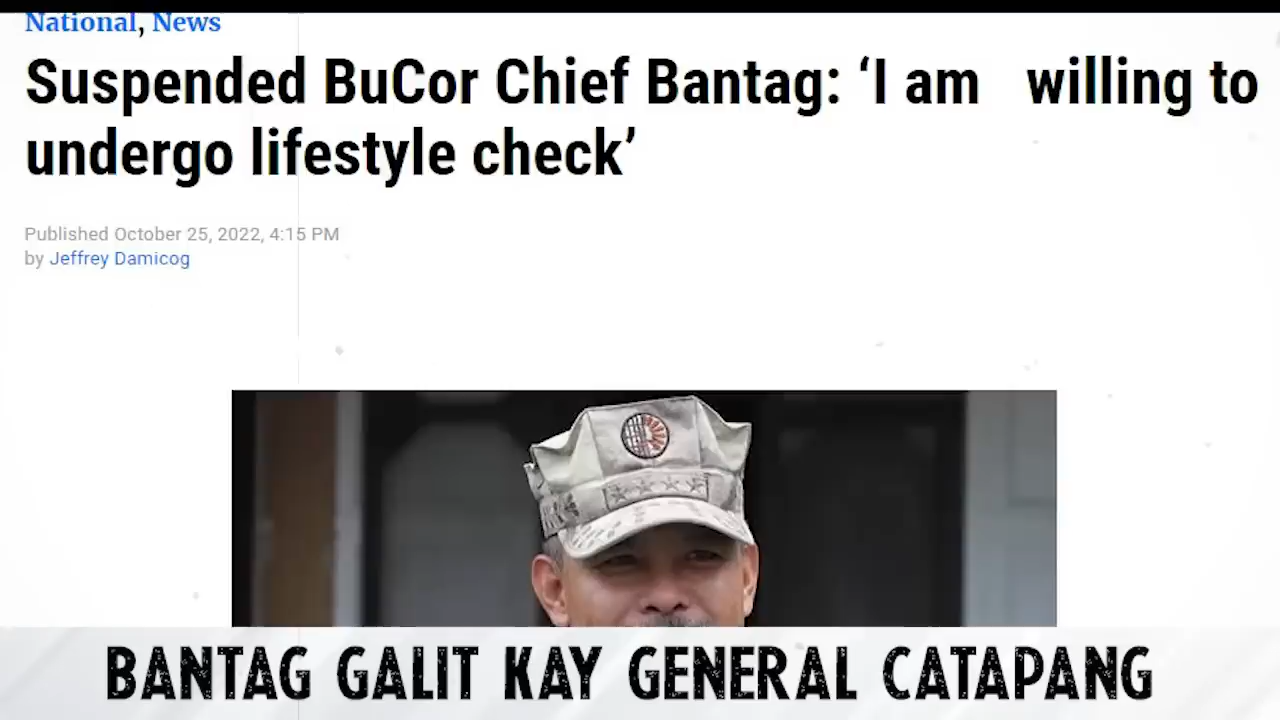 National, News
Suspended BuCor Chief Bantag: ‘I am willing to
undergo lifestyle check’
Published October 25, 2022, 4:15 PM
by Jeffrey Damicog
BANTAG GALIT KAY GENERAL CATAPANG